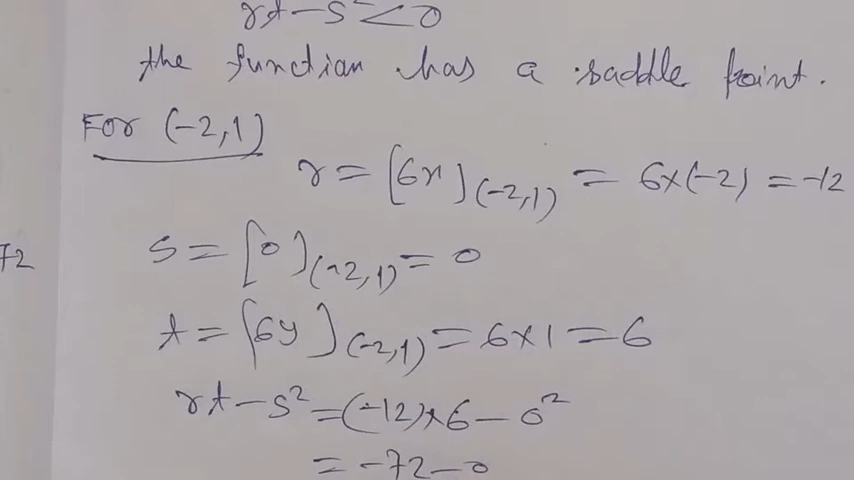 rt - s² < 0
the function has a saddle point.
For (-2,1)
r = [6x](-2,1) = 6×(-2) = -12
72
s = [0](-2,1) = 0
t = [6y](-2,1) = 6×1 = 6
rt - s² = (-12)×6 - 0²
= -72 - 0